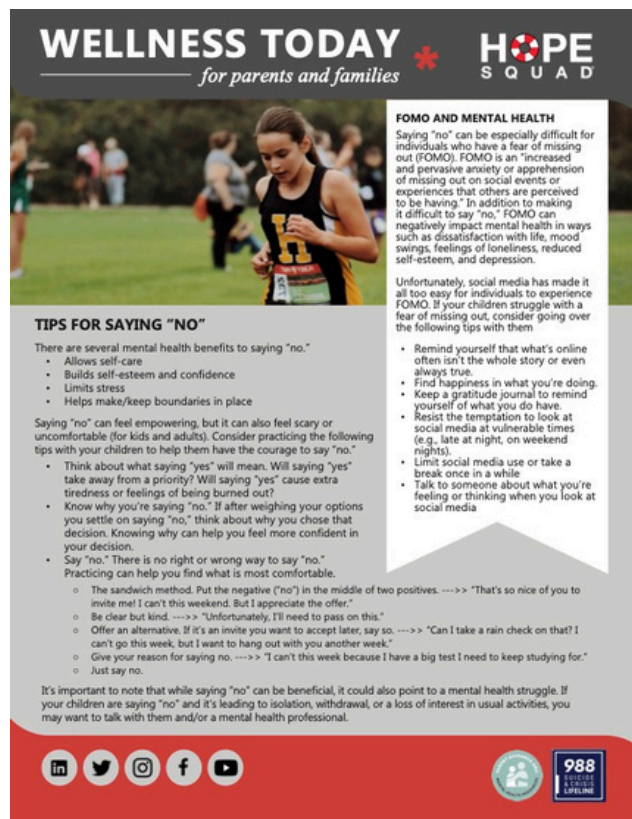 WELLNESS TODAY
for parents and families
HOPE
SQUAD
FOMO AND MENTAL HEALTH
Saying "no" can be especially difficult for
individuals who have a fear of missing
out (FOMO). FOMO is an "increased
and pervasive anxiety or apprehension
of missing out on social events or
experiences that others are perceived
to be having." In addition to making
it difficult to say "no," FOMO can
negatively impact mental health in ways
such as dissatisfaction with life, mood
swings, feelings of loneliness, reduced
self-esteem, and depression.
Unfortunately, social media has made it
all too easy for individuals to experience
FOMO. If your children struggle with a
fear of missing out, consider going over
the following tips with them
• Remind yourself that what's online
often isn't the whole story or even
always true.
• Find happiness in what you're doing.
• Keep a gratitude journal to remind
yourself of what you do have.
• Resist the temptation to look at
social media at vulnerable times
(e.g., late at night, on weekend
nights).
• Limit social media use or take a
break once in a while
• Talk to someone about what you're
feeling or thinking when you look at
social media
H
TIPS FOR SAYING "NO"
There are several mental health benefits to saying "no."
• Allows self-care
• Builds self-esteem and confidence
• Limits stress
• Helps make/keep boundaries in place
Saying "no" can feel empowering, but it can also feel scary or
uncomfortable (for kids and adults). Consider practicing the following
tips with your children to help them have the courage to say "no."
• Think about what saying "yes" will mean. Will saying "yes"
take away from a priority? Will saying "yes" cause extra
tiredness or feelings of being burned out?
• Know why you're saying "no." If after weighing your options
you settle on saying "no," think about why you chose that
decision. Knowing why can help you feel more confident in
your decision.
• Say "no." There is no right or wrong way to say "no."
Practicing can help you find what is most comfortable.
○ The sandwich method. Put the negative ("no") in the middle of two positives. --->> "That's so nice of you to
invite me! I can't this weekend. But I appreciate the offer."
○ Be clear but kind. --->> "Unfortunately, I'll need to pass on this."
○ Offer an alternative. If it's an invite you want to accept later, say so. --->> "Can I take a rain check on that? I
can't go this week, but I want to hang out with you another week."
○ Give your reason for saying no. --->> "I can't this week because I have a big test I need to keep studying for."
○ Just say no.
It's important to note that while saying "no" can be beneficial, it could also point to a mental health struggle. If
your children are saying "no" and it's leading to isolation, withdrawal, or a loss of interest in usual activities, you
may want to talk with them and/or a mental health professional.
in
f
988
SUICIDE
& CRISIS
LIFELINE